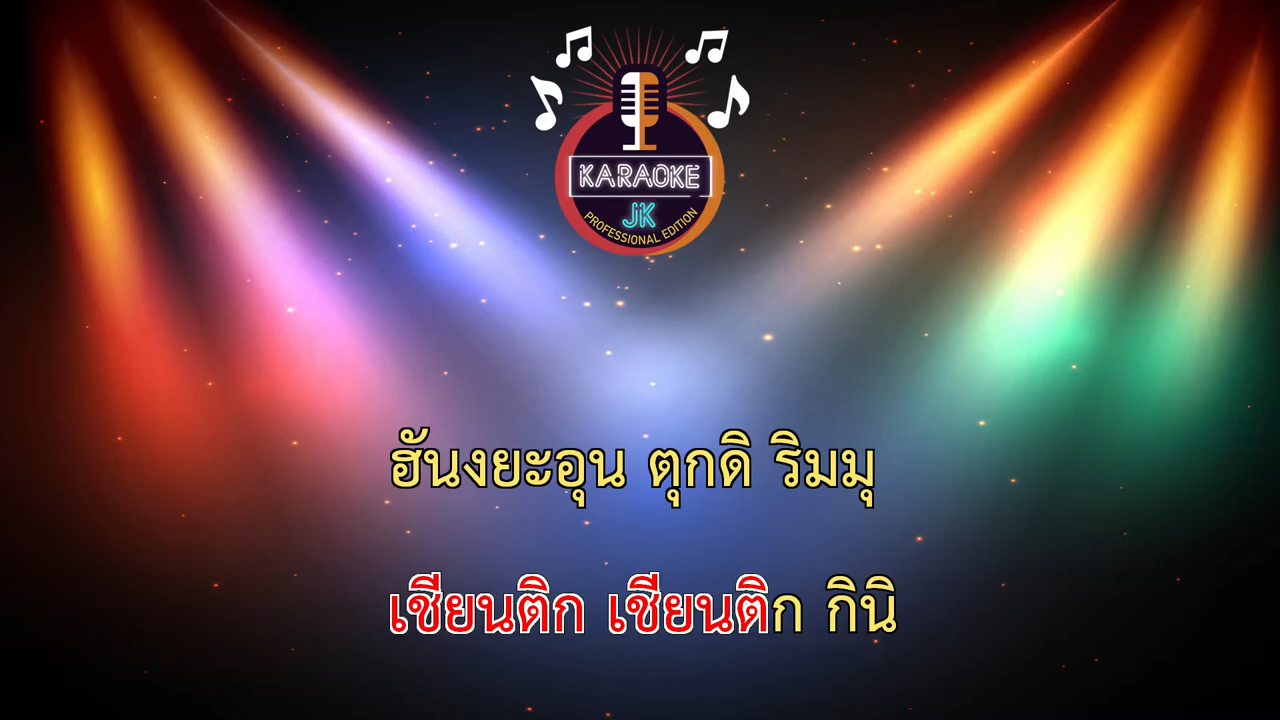 KARAOKE
JK
PROFESSIONAL EDITION
ฮันงยะอุน ตุกดิ ริมมุ
เชียนติก เชียนติก กินิ